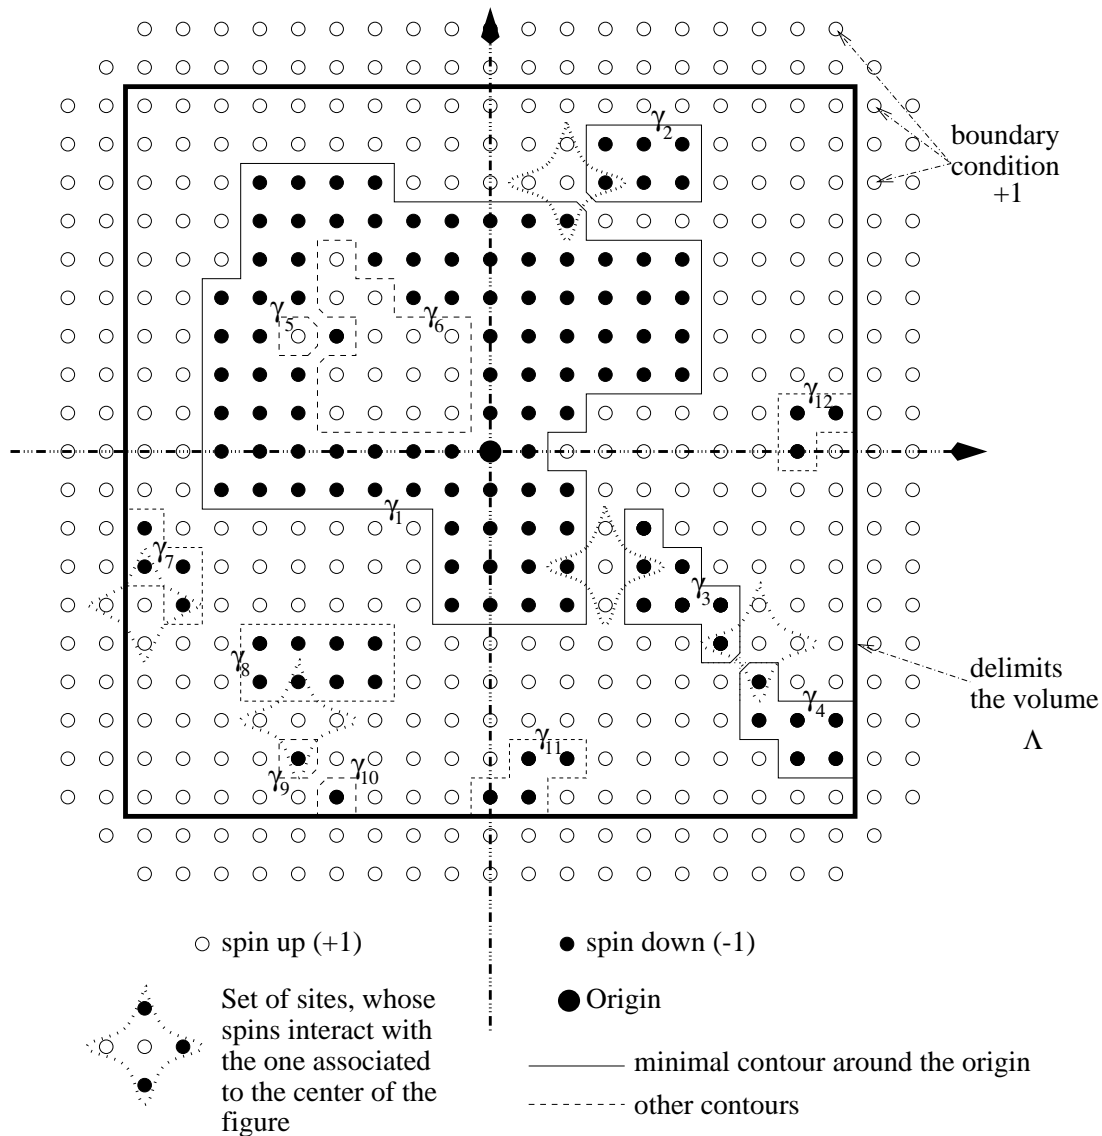 γ2
boundary
condition
+1
γ5
γ6
γ12
γ1
γ7
γ3
γ8
delimits
the volume
Λ
γ4
γ11
γ9
γ10
spin up (+1)
spin down (-1)
Set of sites, whose
spins interact with
the one associated
to the center of the
figure
Origin
minimal contour around the origin
other contours